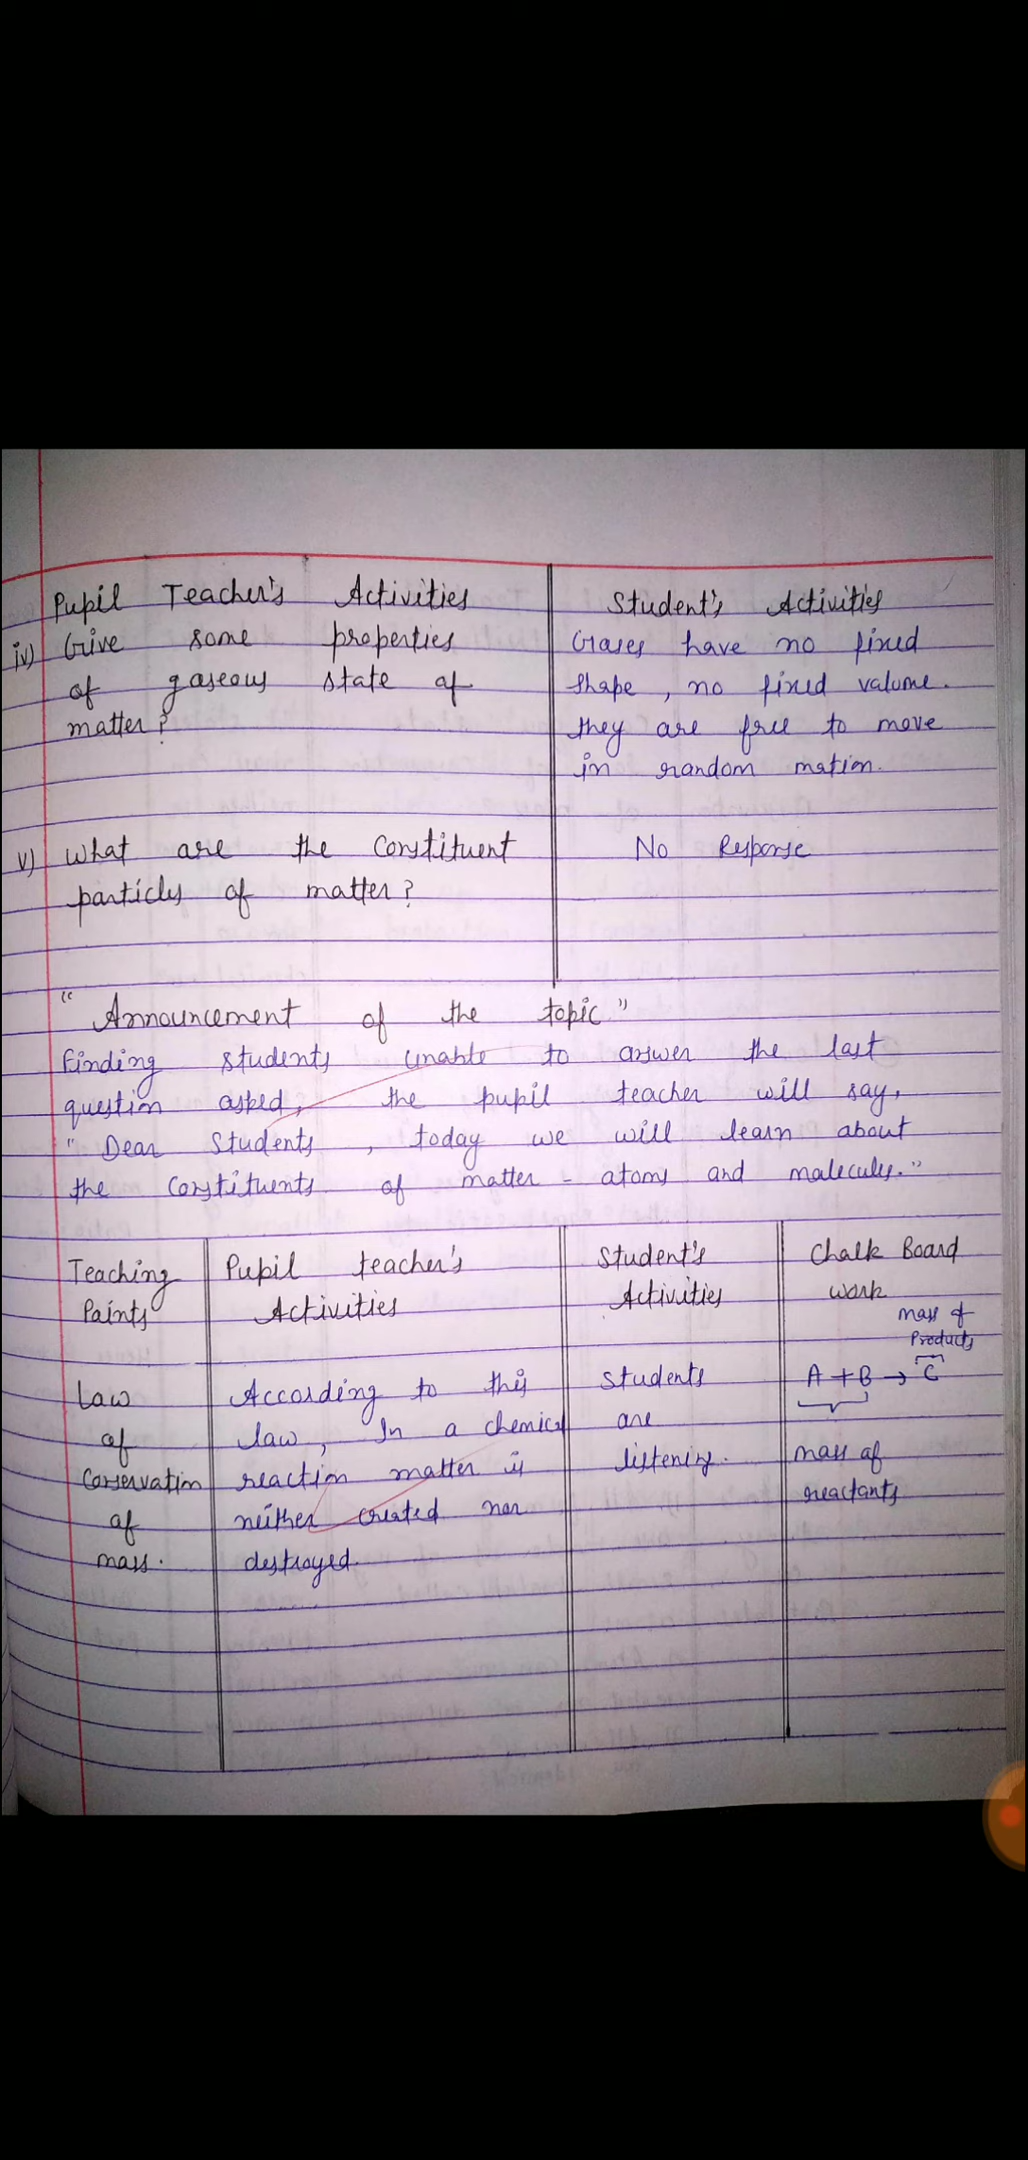 Pupil Teacher's Activities
Student's Activities
iv) Give some properties
of gaseous state of
matter?
Gases have no fixed
shape, no fixed volume.
they are free to move
in random motion.
v) what are the Constituent
particles of matter?
No Response
"Announcement of the topic"
Finding students unable to answer the last
question asked, the pupil teacher will say,
"Dear Students, today we will learn about
the constituents of matter - atoms and molecules."
Teaching
Points
Pupil teacher's
Activities
Student's
Activities
Chalk Board
work
Law
of
Conservation
of
mass.
According to this
law, In a chemical
reaction matter is
neither created nor
destroyed.
students
are
listening.
mass of
Products
A + B → C
mass of
reactants